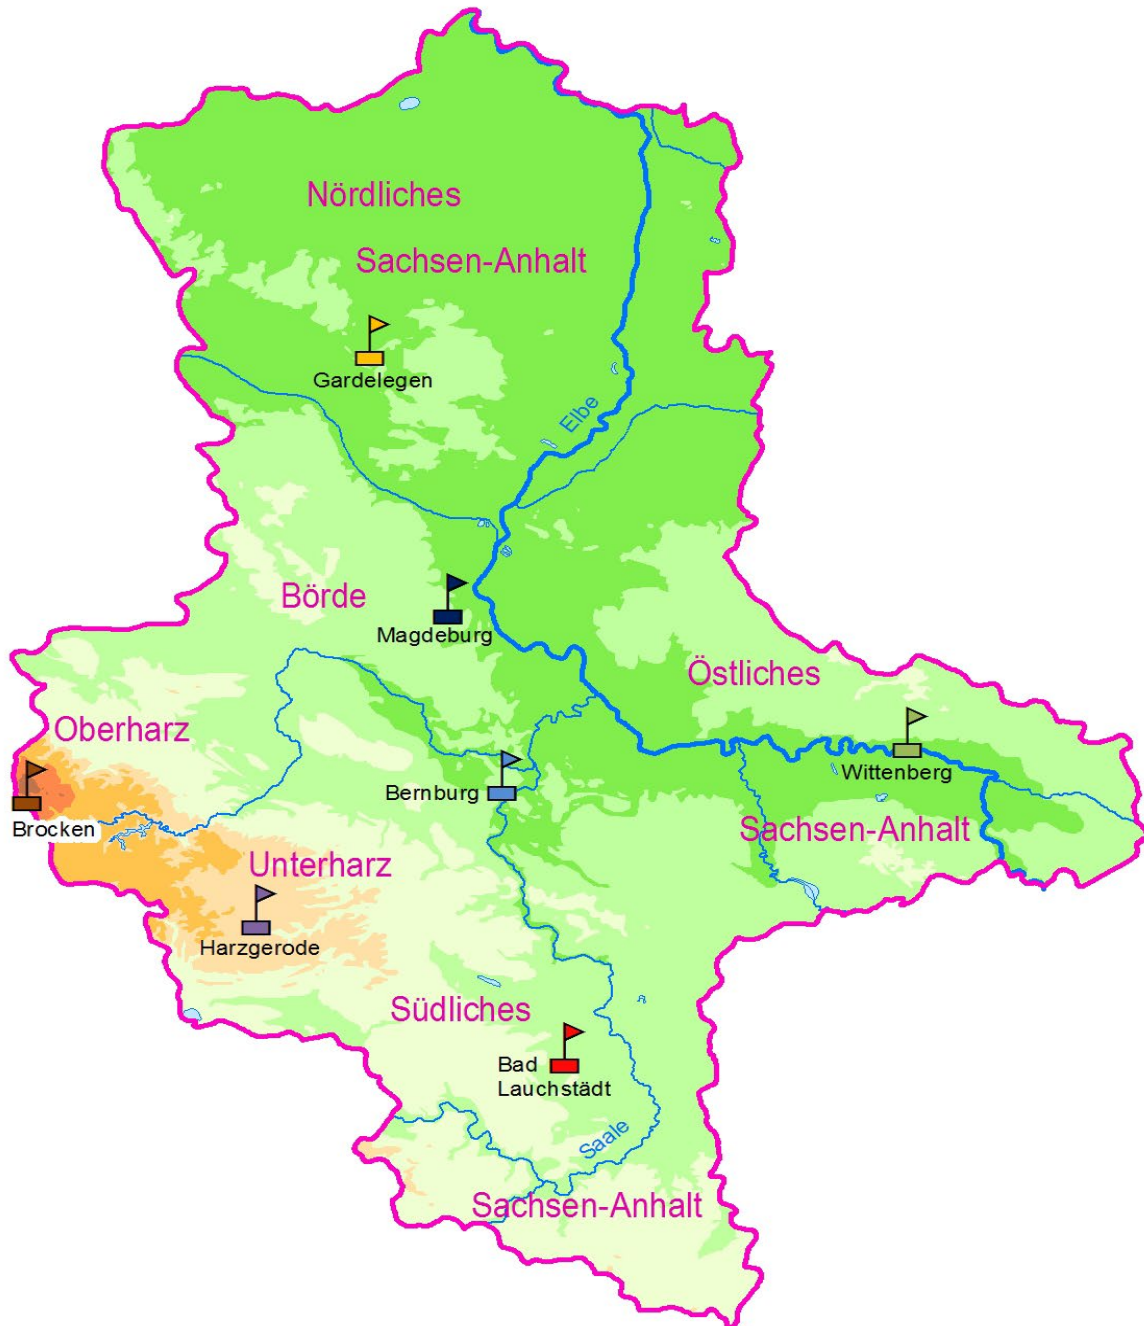 Nördliches
Sachsen-Anhalt
Gardelegen
Elbe
Börde
Magdeburg
Östliches
Sachsen-Anhalt
Wittenberg
Oberharz
Brocken
Bernburg
Unterharz
Harzgerode
Südliches
Bad
Lauchstädt
Saale
Sachsen-Anhalt